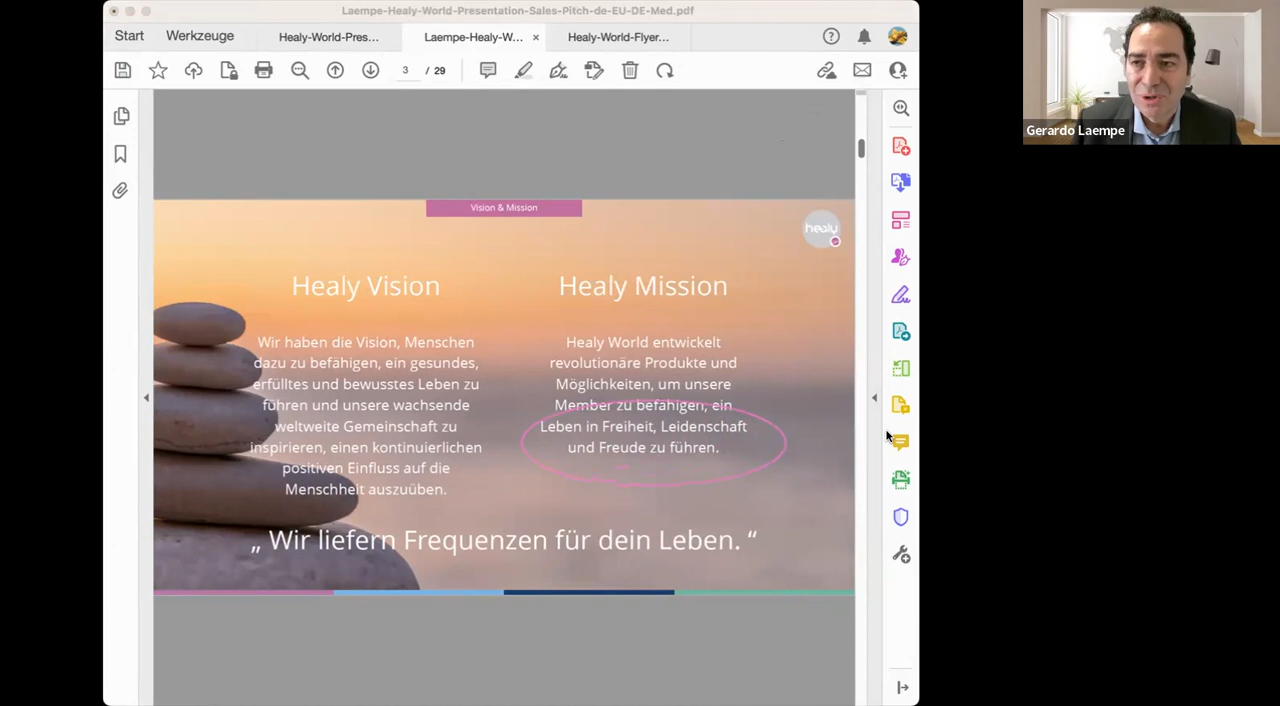 Laempe-Healy-World-Presentation-Sales-Pitch-de-EU-DE-Med.pdf
Start
Werkzeuge
Healy-World-Pres...
Laempe-Healy-W...
Healy-World-Flyer...
3 / 29
Gerardo Laempe
Vision & Mission
healy
Healy Vision
Wir haben die Vision, Menschen
dazu zu befähigen, ein gesundes,
erfülltes und bewusstes Leben zu
führen und unsere wachsende
weltweite Gemeinschaft zu
inspirieren, einen kontinuierlichen
positiven Einfluss auf die
Menschheit auszuüben.
Healy Mission
Healy World entwickelt
revolutionäre Produkte und
Möglichkeiten, um unsere
Member zu befähigen, ein
Leben in Freiheit, Leidenschaft
und Freude zu führen.
„ Wir liefern Frequenzen für dein Leben. “